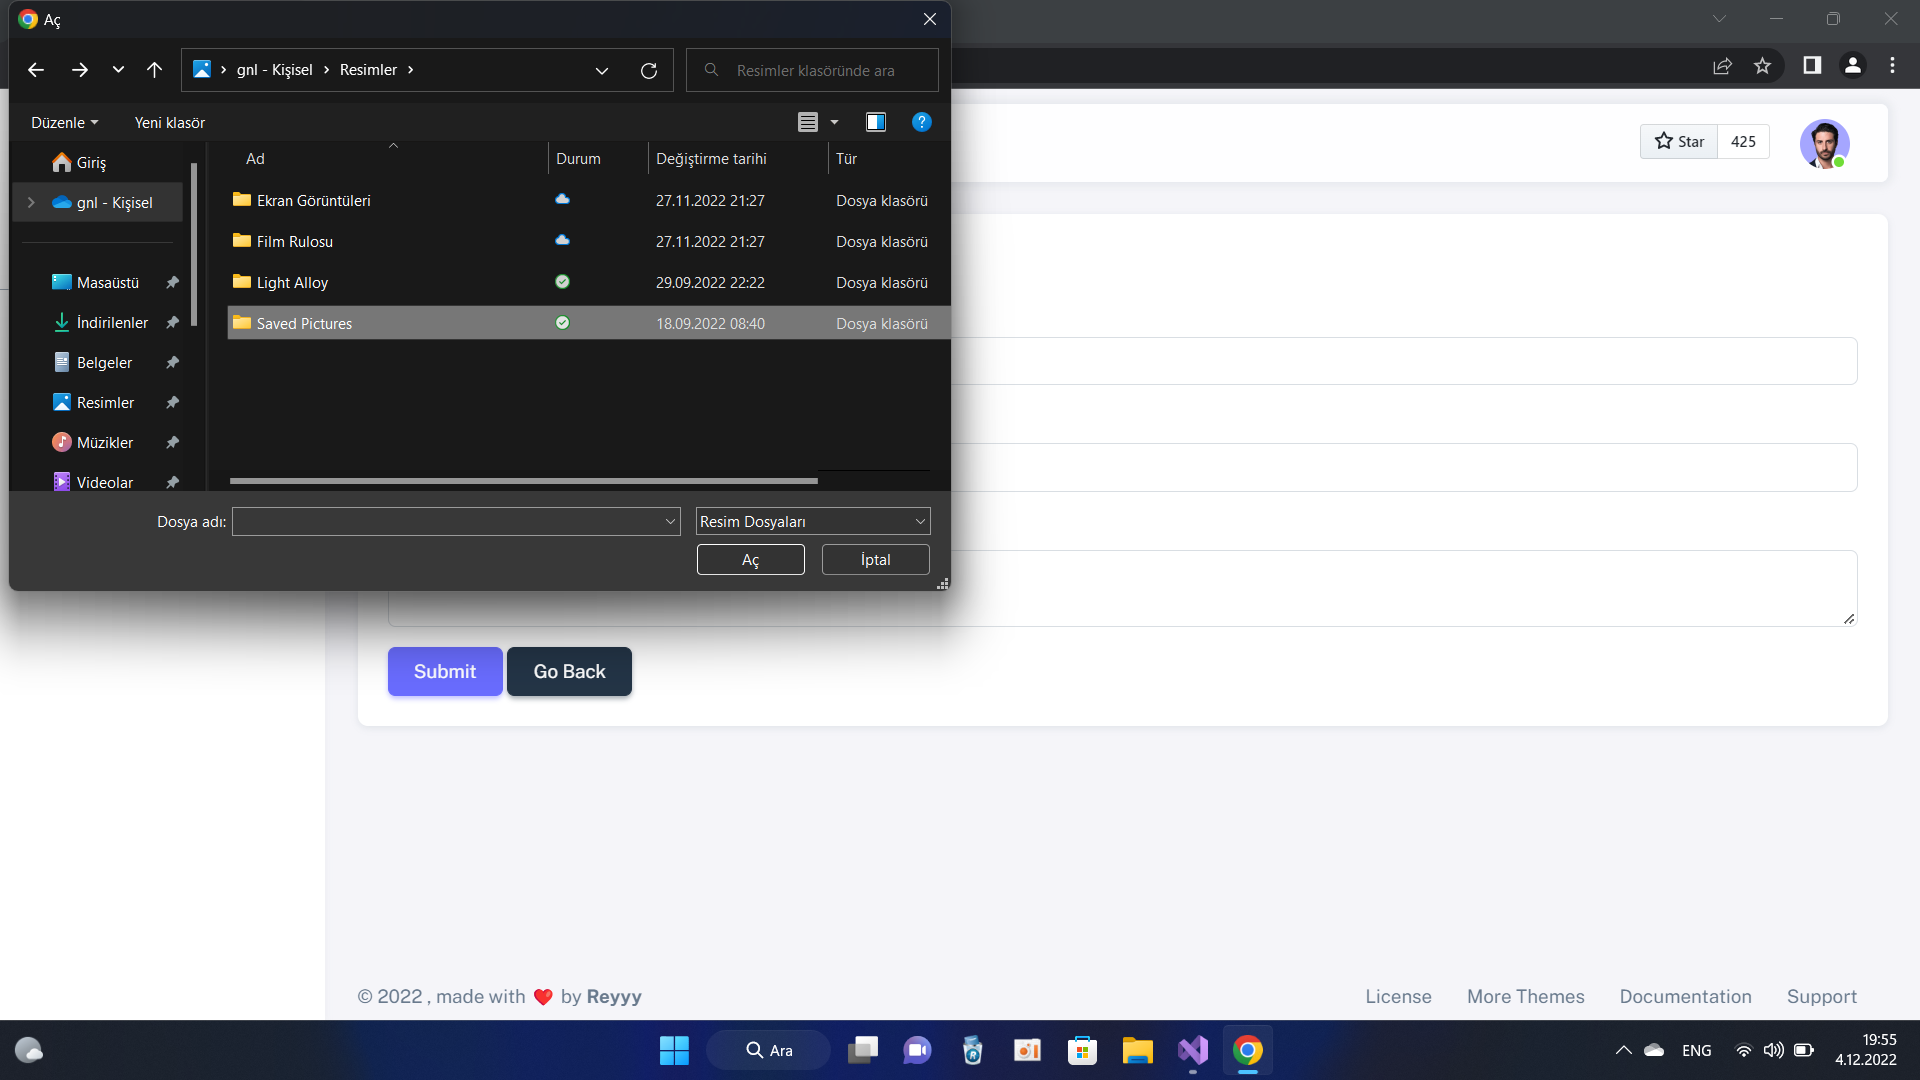 Aç
gnl - Kişisel
Resimler
Resimler klasöründe ara
Düzenle
Yeni klasör
Giriş
gnl - Kişisel
Masaüstü
İndirilenler
Belgeler
Resimler
Müzikler
Videolar
Ad Durum Değiştirme tarihi Tür
Ekran Görüntüleri 27.11.2022 21:27 Dosya klasörü
Film Rulosu 27.11.2022 21:27 Dosya klasörü
Light Alloy 29.09.2022 22:22 Dosya klasörü
Saved Pictures 18.09.2022 08:40 Dosya klasörü
Dosya adı:
Resim Dosyaları
Aç
İptal
Star 425
Submit
Go Back
© 2022 , made with ❤️ by Reyyy
License More Themes Documentation Support
Ara
ENG
19:55
4.12.2022